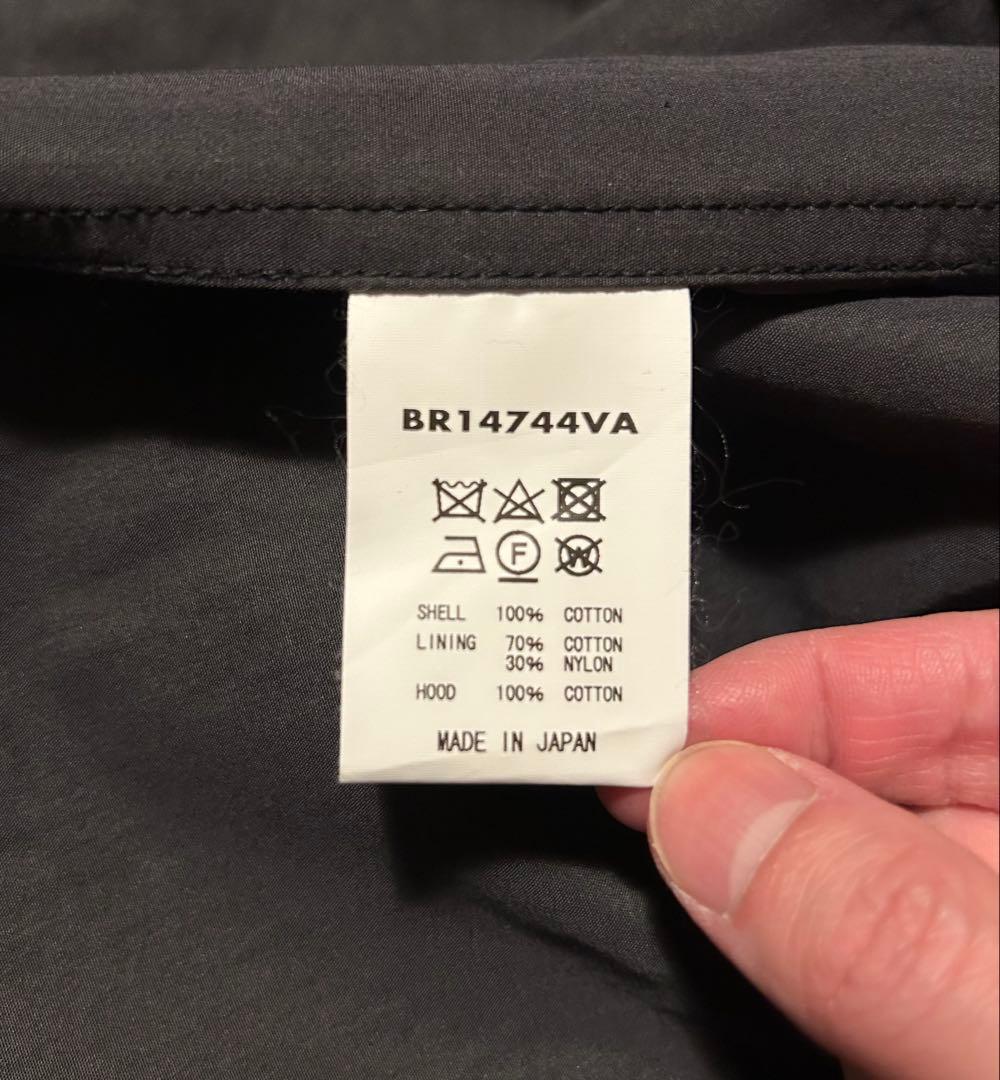 BR14744VA
F W
SHELL 100% COTTON
LINING 70% COTTON
30% NYLON
HOOD 100% COTTON
MADE IN JAPAN